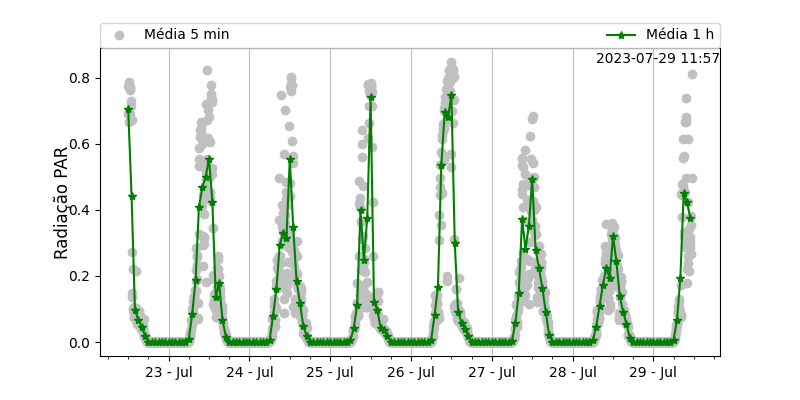 Média 5 min Média 1 h
2023-07-29 11:57
Radiação PAR
0.8
0.6
0.4
0.2
0.0
23 - Jul 24 - Jul 25 - Jul 26 - Jul 27 - Jul 28 - Jul 29 - Jul